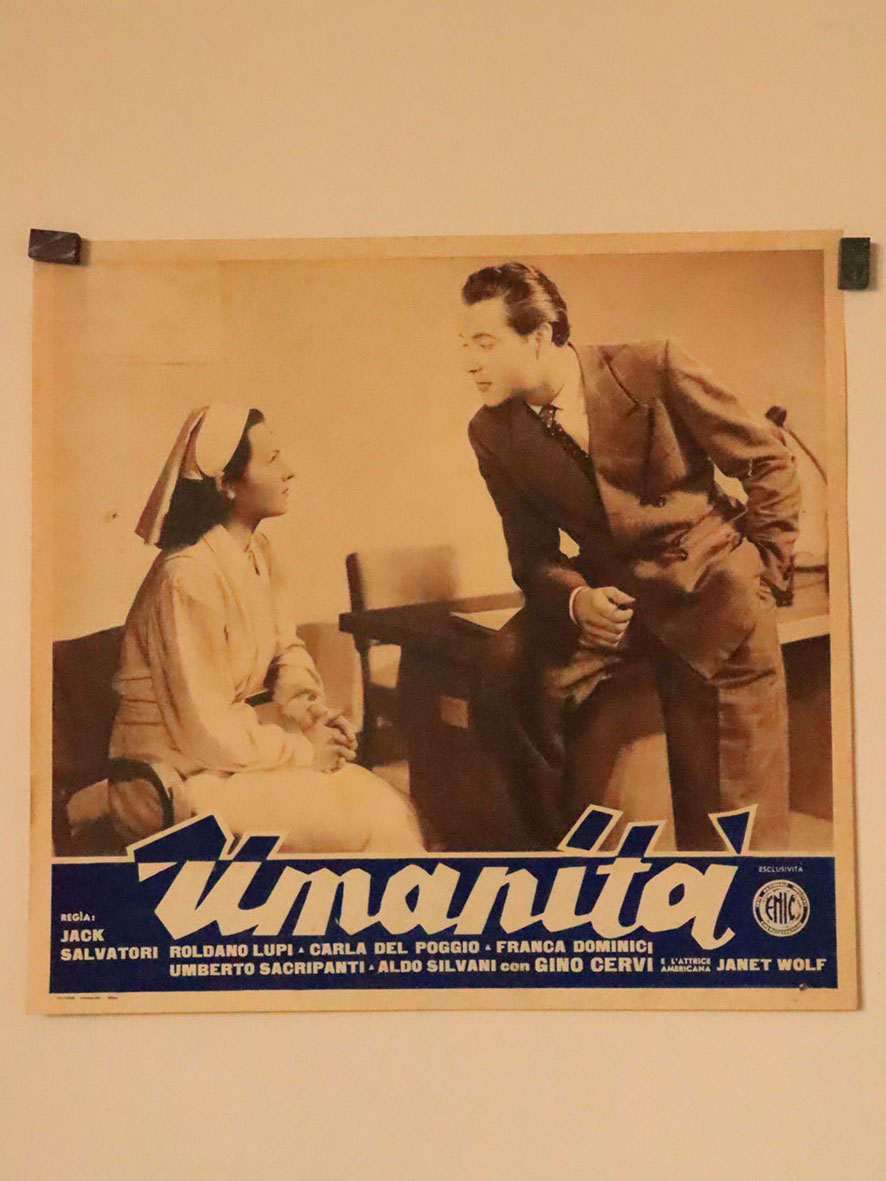 Umanità
ESCLUSIVITÀ
ENIC
REGÌA:
JACK
SALVATORI
ROLDANO LUPI • CARLA DEL POGGIO • FRANCA DOMINICI
UMBERTO SACRIPANTI • ALDO SILVANI con GINO CERVI E L'ATTRICE AMERICANA JANET WOLF